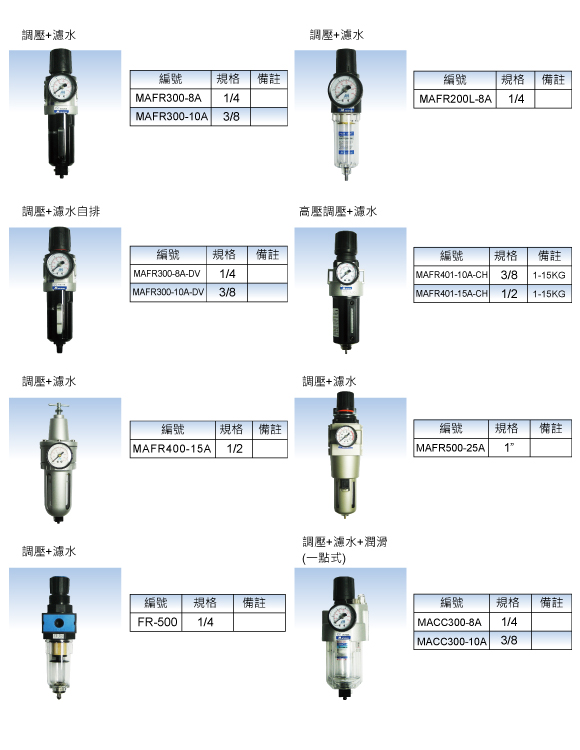 調壓+濾水
編號 規格 備註
MAFR300-8A 1/4
MAFR300-10A 3/8
調壓+濾水
編號 規格 備註
MAFR200L-8A 1/4
調壓+濾水自排
編號 規格 備註
MAFR300-8A-DV 1/4
MAFR300-10A-DV 3/8
高壓調壓+濾水
編號 規格 備註
MAFR401-10A-CH 3/8 1-15KG
MAFR401-15A-CH 1/2 1-15KG
調壓+濾水
編號 規格 備註
MAFR400-15A 1/2
調壓+濾水
編號 規格 備註
MAFR500-25A 1”
調壓+濾水
編號 規格 備註
FR-500 1/4
調壓+濾水+潤滑
(一點式)
編號 規格 備註
MACC300-8A 1/4
MACC300-10A 3/8